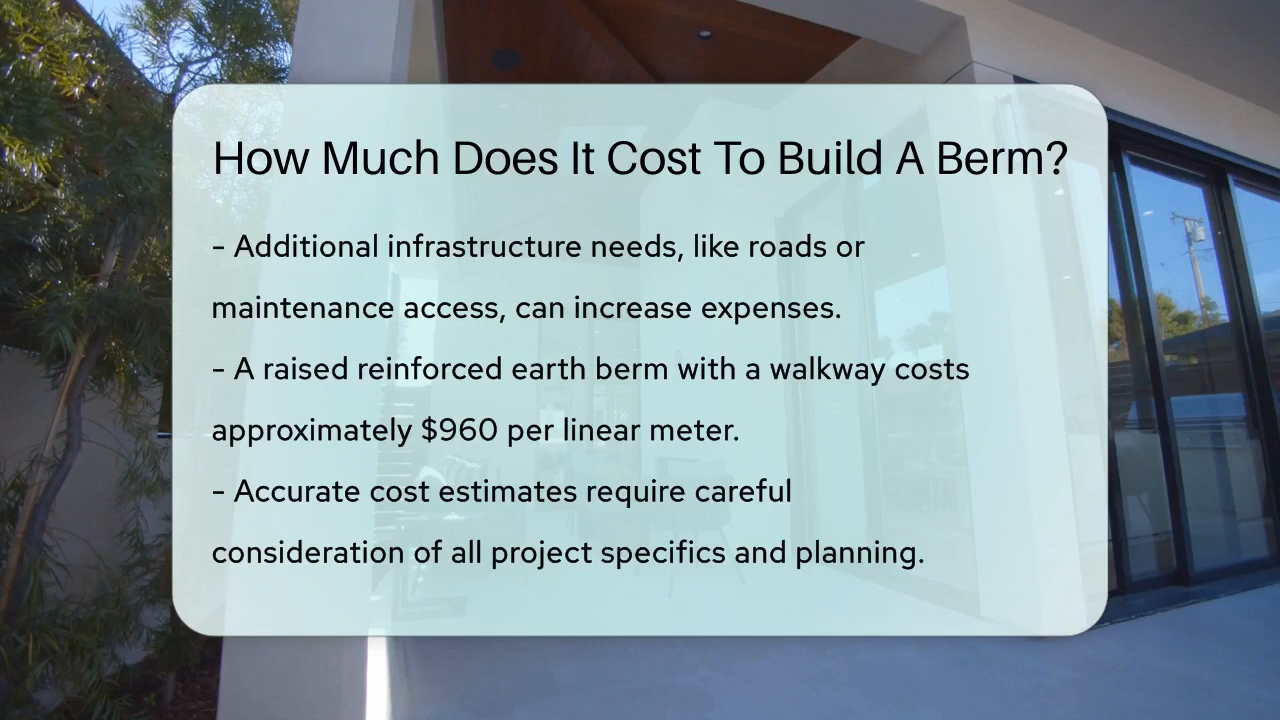 How Much Does It Cost To Build A Berm?
- Additional infrastructure needs, like roads or
maintenance access, can increase expenses.
- A raised reinforced earth berm with a walkway costs
approximately $960 per linear meter.
- Accurate cost estimates require careful
consideration of all project specifics and planning.